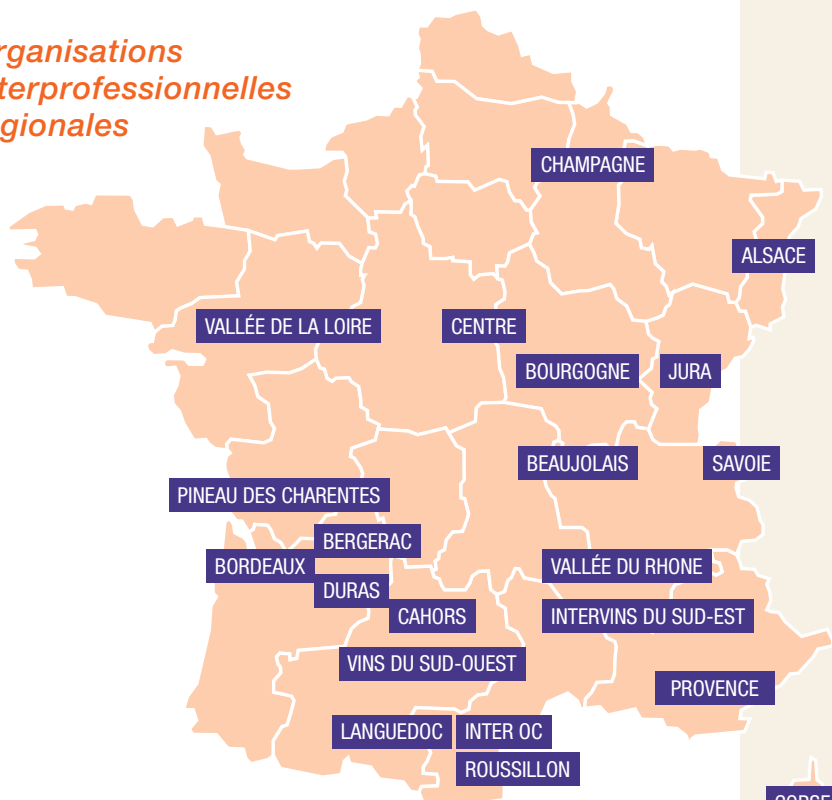 rganisations
terprofessionnelles
gionales
CHAMPAGNE
ALSACE
VALLÉE DE LA LOIRE
CENTRE
BOURGOGNE
JURA
BEAUJOLAIS
SAVOIE
PINEAU DES CHARENTES
BERGERAC
BORDEAUX
VALLÉE DU RHONE
DURAS
CAHORS
INTERVINS DU SUD-EST
VINS DU SUD-OUEST
PROVENCE
LANGUEDOC
INTER OC
ROUSSILLON
CORSE